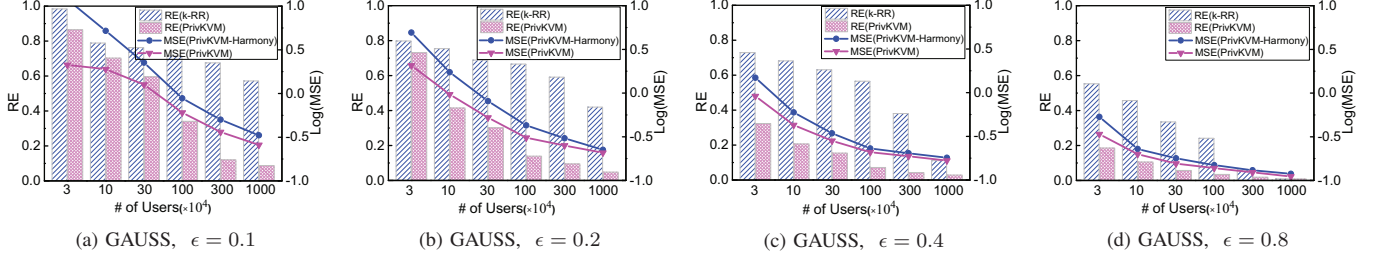 RE(k-RR)
RE(PrivKVM)
MSE(PrivKVM-Harmony)
MSE(PrivKVM)
1.0
0.8
0.6
0.4
0.2
0.0
RE
1.0
0.5
0.0
-0.5
-1.0
Log(MSE)
3 10 30 100 300 1000
# of Users(×10⁴)
(a) GAUSS, ϵ = 0.1
RE(k-RR)
RE(PrivKVM)
MSE(PrivKVM-Harmony)
MSE(PrivKVM)
1.0
0.8
0.6
0.4
0.2
0.0
RE
1.0
0.5
0.0
-0.5
-1.0
Log(MSE)
3 10 30 100 300 1000
# of Users(×10⁴)
(b) GAUSS, ϵ = 0.2
RE(k-RR)
RE(PrivKVM)
MSE(PrivKVM-Harmony)
MSE(PrivKVM)
1.0
0.8
0.6
0.4
0.2
0.0
RE
1.0
0.5
0.0
-0.5
-1.0
Log(MSE)
3 10 30 100 300 1000
# of Users(×10⁴)
(c) GAUSS, ϵ = 0.4
RE(k-RR)
RE(PrivKVM)
MSE(PrivKVM-Harmony)
MSE(PrivKVM)
1.0
0.8
0.6
0.4
0.2
0.0
RE
1.0
0.5
0.0
-0.5
-1.0
Log(MSE)
3 10 30 100 300 1000
# of Users(×10⁴)
(d) GAUSS, ϵ = 0.8